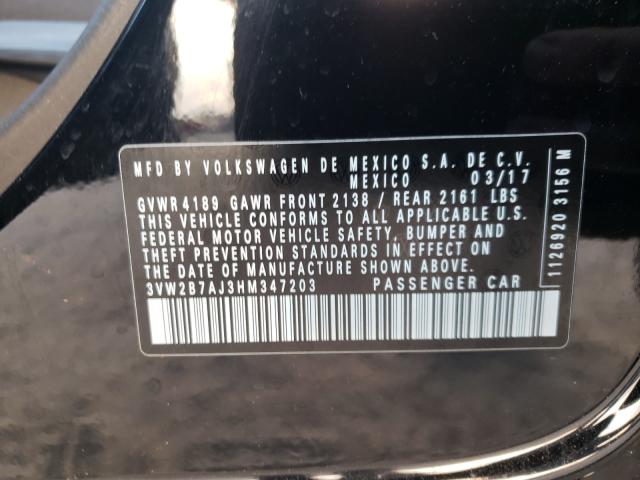 MFD BY VOLKSWAGEN DE MEXICO S.A. DE C.V.
MEXICO 03/17
GVWR 4189 GAWR FRONT 2138 / REAR 2161 LBS
THIS VEHICLE CONFORMS TO ALL APPLICABLE U.S.
FEDERAL MOTOR VEHICLE SAFETY, BUMPER AND
THEFT PREVENTION STANDARDS IN EFFECT ON
THE DATE OF MANUFACTURE SHOWN ABOVE.
3VW2B7AJ3HM347203 PASSENGER CAR
1126920 3156 M